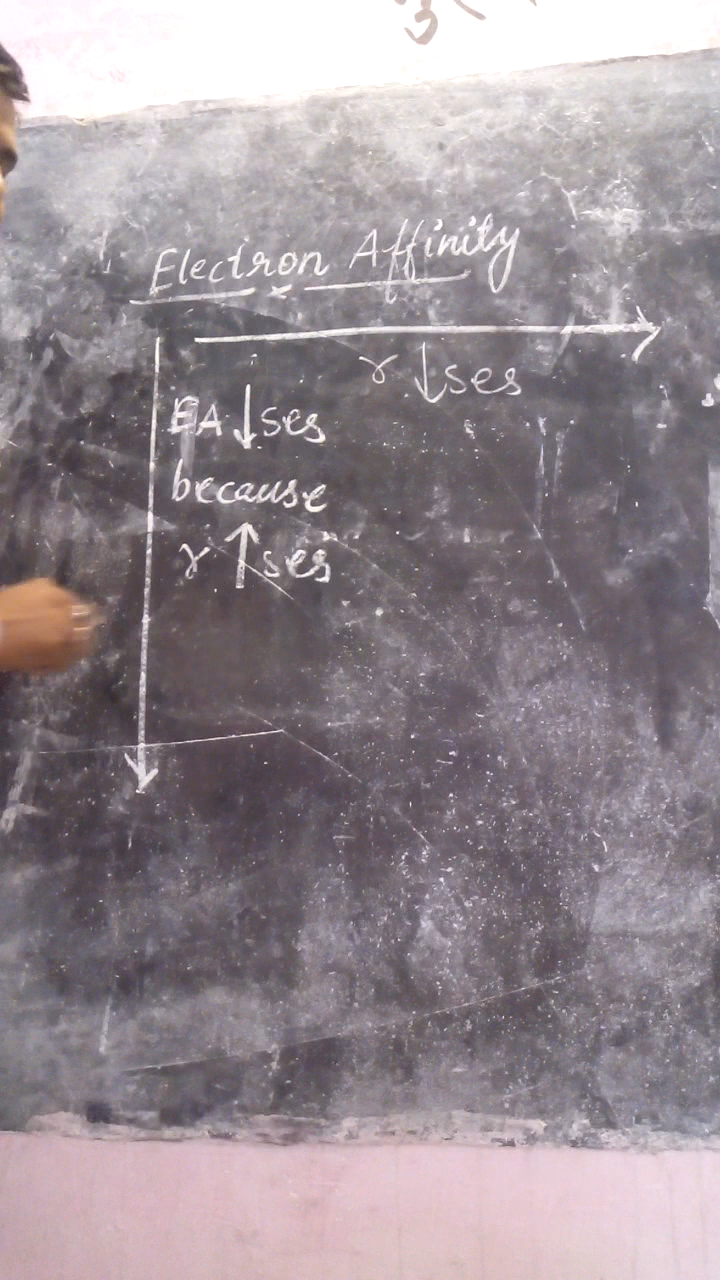 Electron Affinity
r ↓ses
EA ↓ses
because
r ↑ses